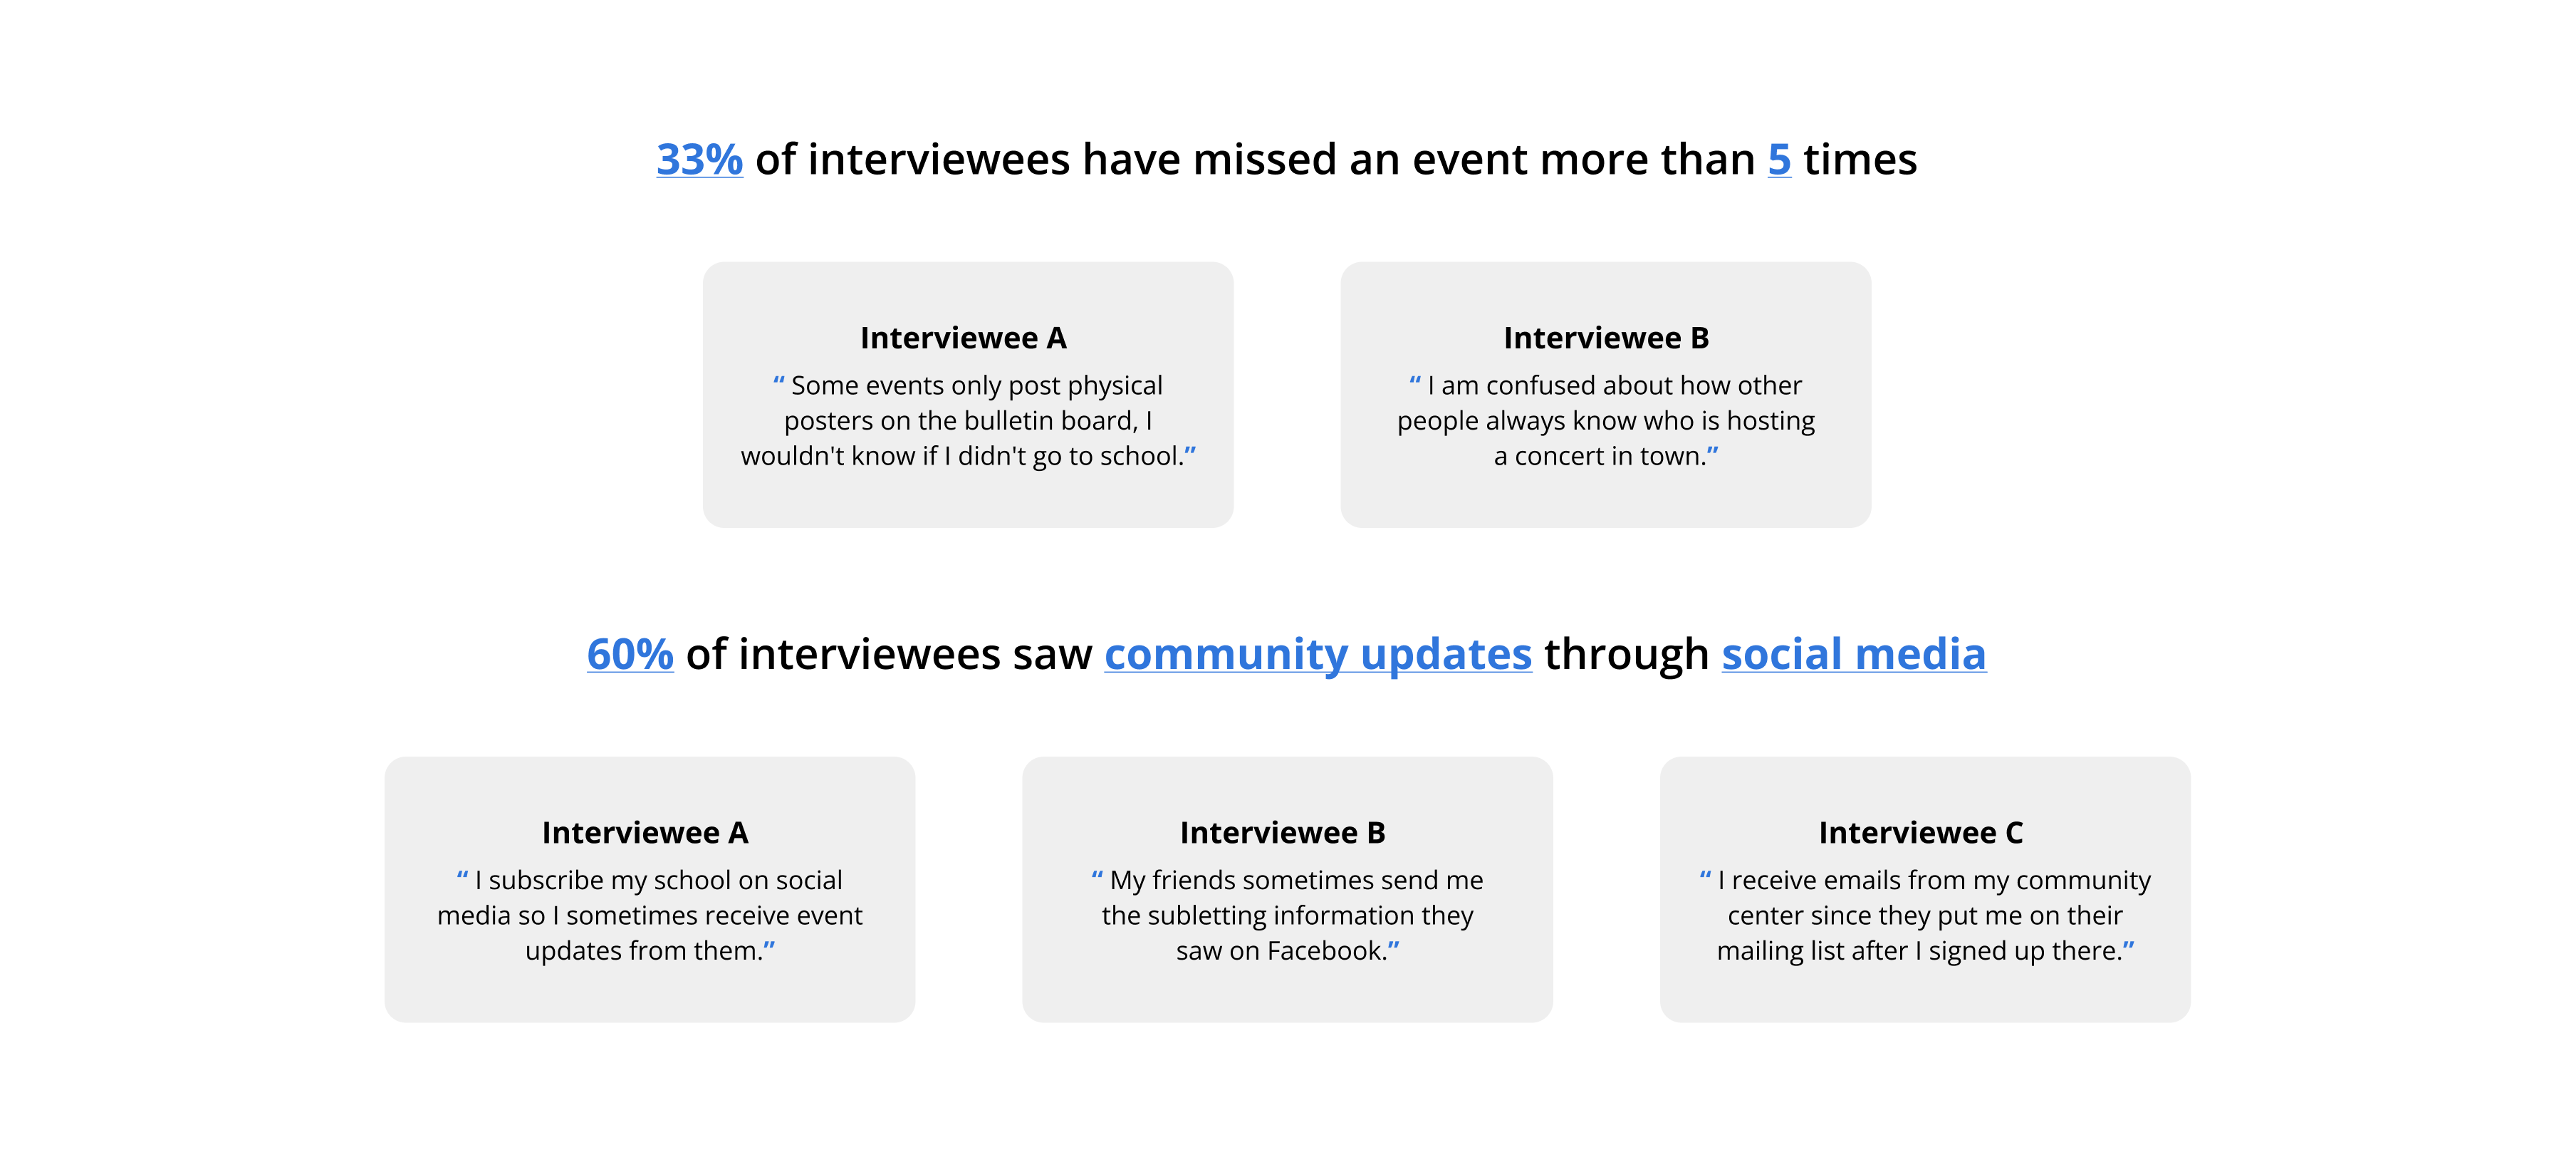 33% of interviewees have missed an event more than 5 times
Interviewee A
“ Some events only post physical
posters on the bulletin board, I
wouldn't know if I didn't go to school.”
Interviewee B
“ I am confused about how other
people always know who is hosting
a concert in town.”
60% of interviewees saw community updates through social media
Interviewee A
“ I subscribe my school on social
media so I sometimes receive event
updates from them.”
Interviewee B
“ My friends sometimes send me
the subletting information they
saw on Facebook.”
Interviewee C
“ I receive emails from my community
center since they put me on their
mailing list after I signed up there.”